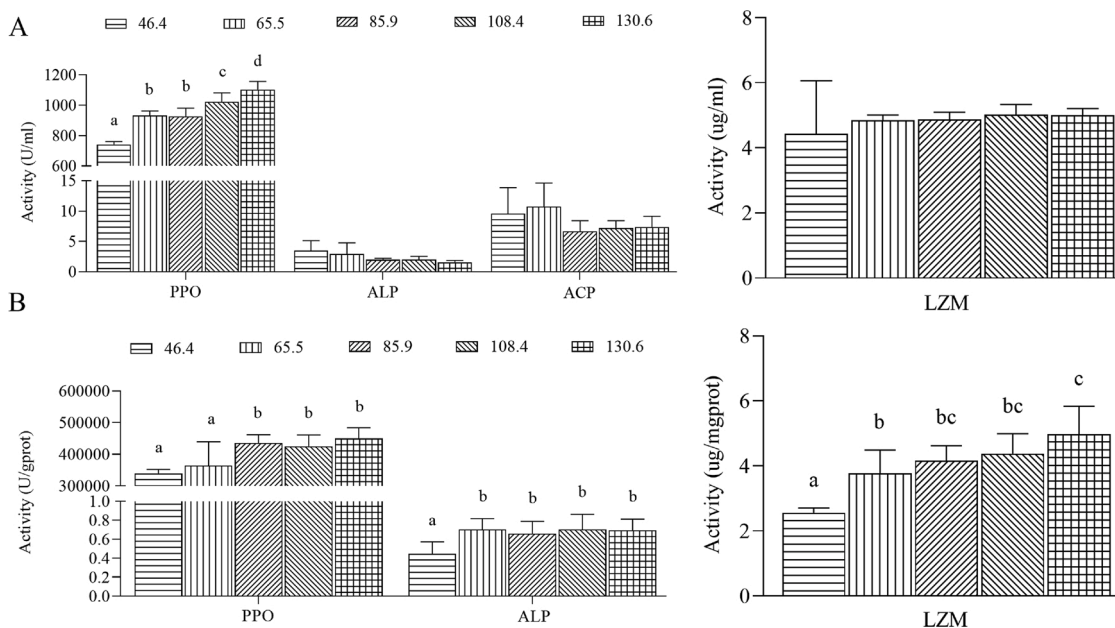 A
46.4 65.5 85.9 108.4 130.6
Activity (U/ml)
1200
1000
800
600
15
10
5
0
a b b c d
PPO ALP ACP
Activity (ug/ml)
8
6
4
2
0
LZM
B
46.4 65.5 85.9 108.4 130.6
Activity (U/gprot)
600000
500000
400000
300000
1.0
0.8
0.6
0.4
0.2
0.0
a a b b b
a b b b b
PPO ALP
Activity (ug/mgprot)
8
6
4
2
0
a b bc bc c
LZM